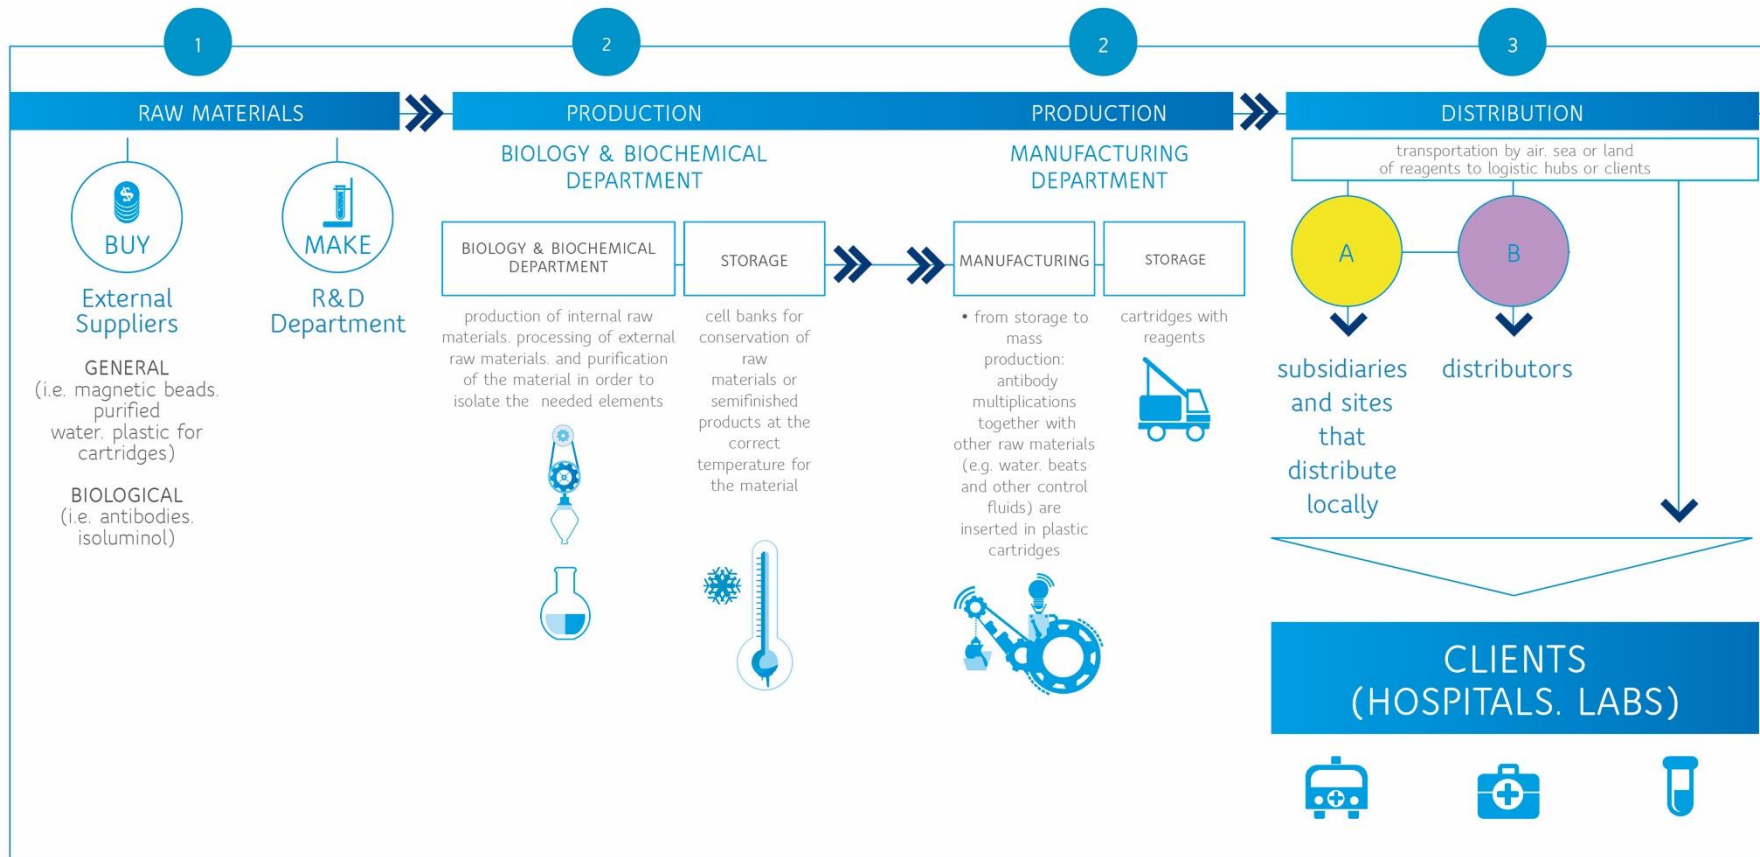 1
RAW MATERIALS
$
BUY
External
Suppliers
GENERAL
(i.e. magnetic beads.
purified
water. plastic for
cartridges)
BIOLOGICAL
(i.e. antibodies.
isoluminol)
MAKE
R&D
Department
2
PRODUCTION
BIOLOGY & BIOCHEMICAL
DEPARTMENT
BIOLOGY & BIOCHEMICAL
DEPARTMENT
production of internal raw
materials. processing of external
raw materials. and purification
of the material in order to
isolate the needed elements
STORAGE
cell banks for
conservation of
raw
materials or
semifinished
products at the
correct
temperature for
the material
2
PRODUCTION
MANUFACTURING
DEPARTMENT
MANUFACTURING
• from storage to
mass
production:
antibody
multiplications
together with
other raw materials
(e.g. water. beats
and other control
fluids) are
inserted in plastic
cartridges
STORAGE
cartridges with
reagents
3
DISTRIBUTION
transportation by air. sea or land
of reagents to logistic hubs or clients
A
subsidiaries
and sites
that
distribute
locally
B
distributors
CLIENTS
(HOSPITALS. LABS)